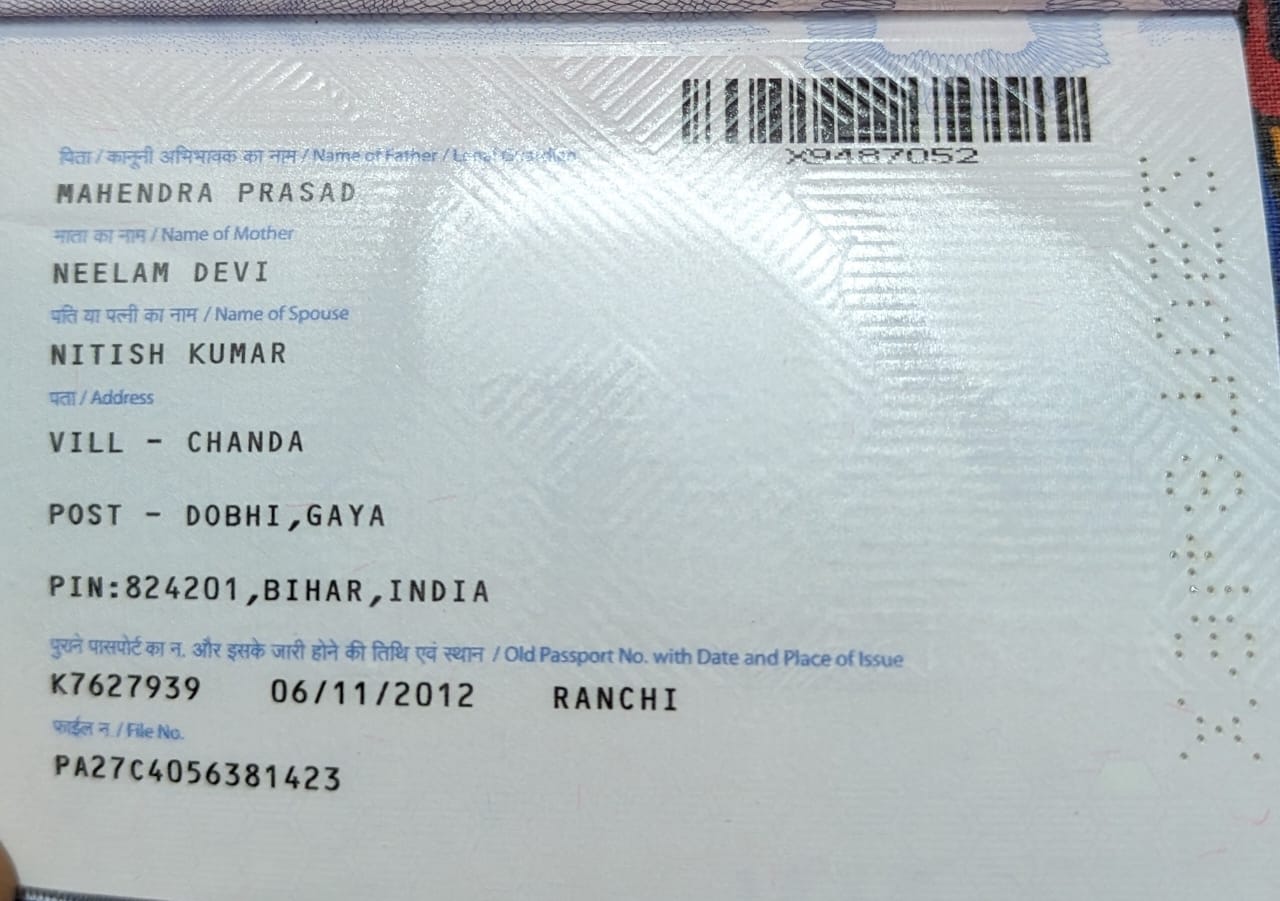 X9487052
पिता / कानूनी अभिभावक का नाम / Name of Father / Legal Guardian
MAHENDRA PRASAD
माता का नाम / Name of Mother
NEELAM DEVI
पति या पत्नी का नाम / Name of Spouse
NITISH KUMAR
पता / Address
VILL - CHANDA
POST - DOBHI,GAYA
PIN:824201,BIHAR,INDIA
पुराने पासपोर्ट का न. और इसके जारी होने की तिथि एवं स्थान / Old Passport No. with Date and Place of Issue
K7627939 06/11/2012 RANCHI
फाईल न. / File No.
PA27C4056381423